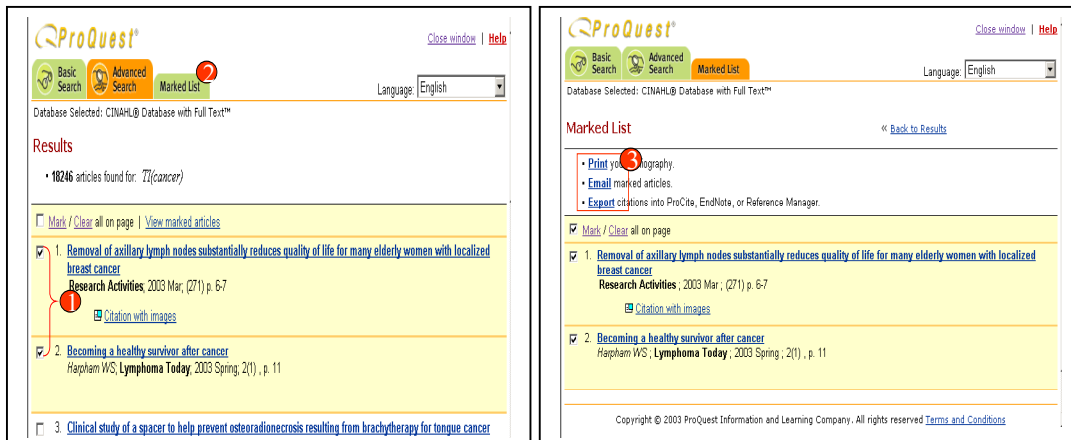 ProQuest®
Close window | Help
Basic Search
Advanced Search
Marked List
2
Language: English
Database Selected: CINAHL® Database with Full Text™
Results
• 18246 articles found for: TI(cancer)
Mark / Clear all on page | View marked articles
1. Removal of axillary lymph nodes substantially reduces quality of life for many elderly women with localized
breast cancer
Research Activities; 2003 Mar; (271) p. 6-7
1
Citation with images
2. Becoming a healthy survivor after cancer
Harpham WS; Lymphoma Today; 2003 Spring; 2(1) , p. 11
3. Clinical study of a spacer to help prevent osteoradionecrosis resulting from brachytherapy for tongue cancer
ProQuest®
Close window | Help
Basic Search
Advanced Search
Marked List
Language: English
Database Selected: CINAHL® Database with Full Text™
Marked List
« Back to Results
3
• Print
• Email marked articles.
• Export citations into ProCite, EndNote, or Reference Manager.
Mark / Clear all on page
1. Removal of axillary lymph nodes substantially reduces quality of life for many elderly women with localized
breast cancer
Research Activities ; 2003 Mar ; (271) p. 6-7
Citation with images
2. Becoming a healthy survivor after cancer
Harpham WS ; Lymphoma Today ; 2003 Spring ; 2(1) , p. 11
Copyright © 2003 ProQuest Information and Learning Company. All rights reserved Terms and Conditions